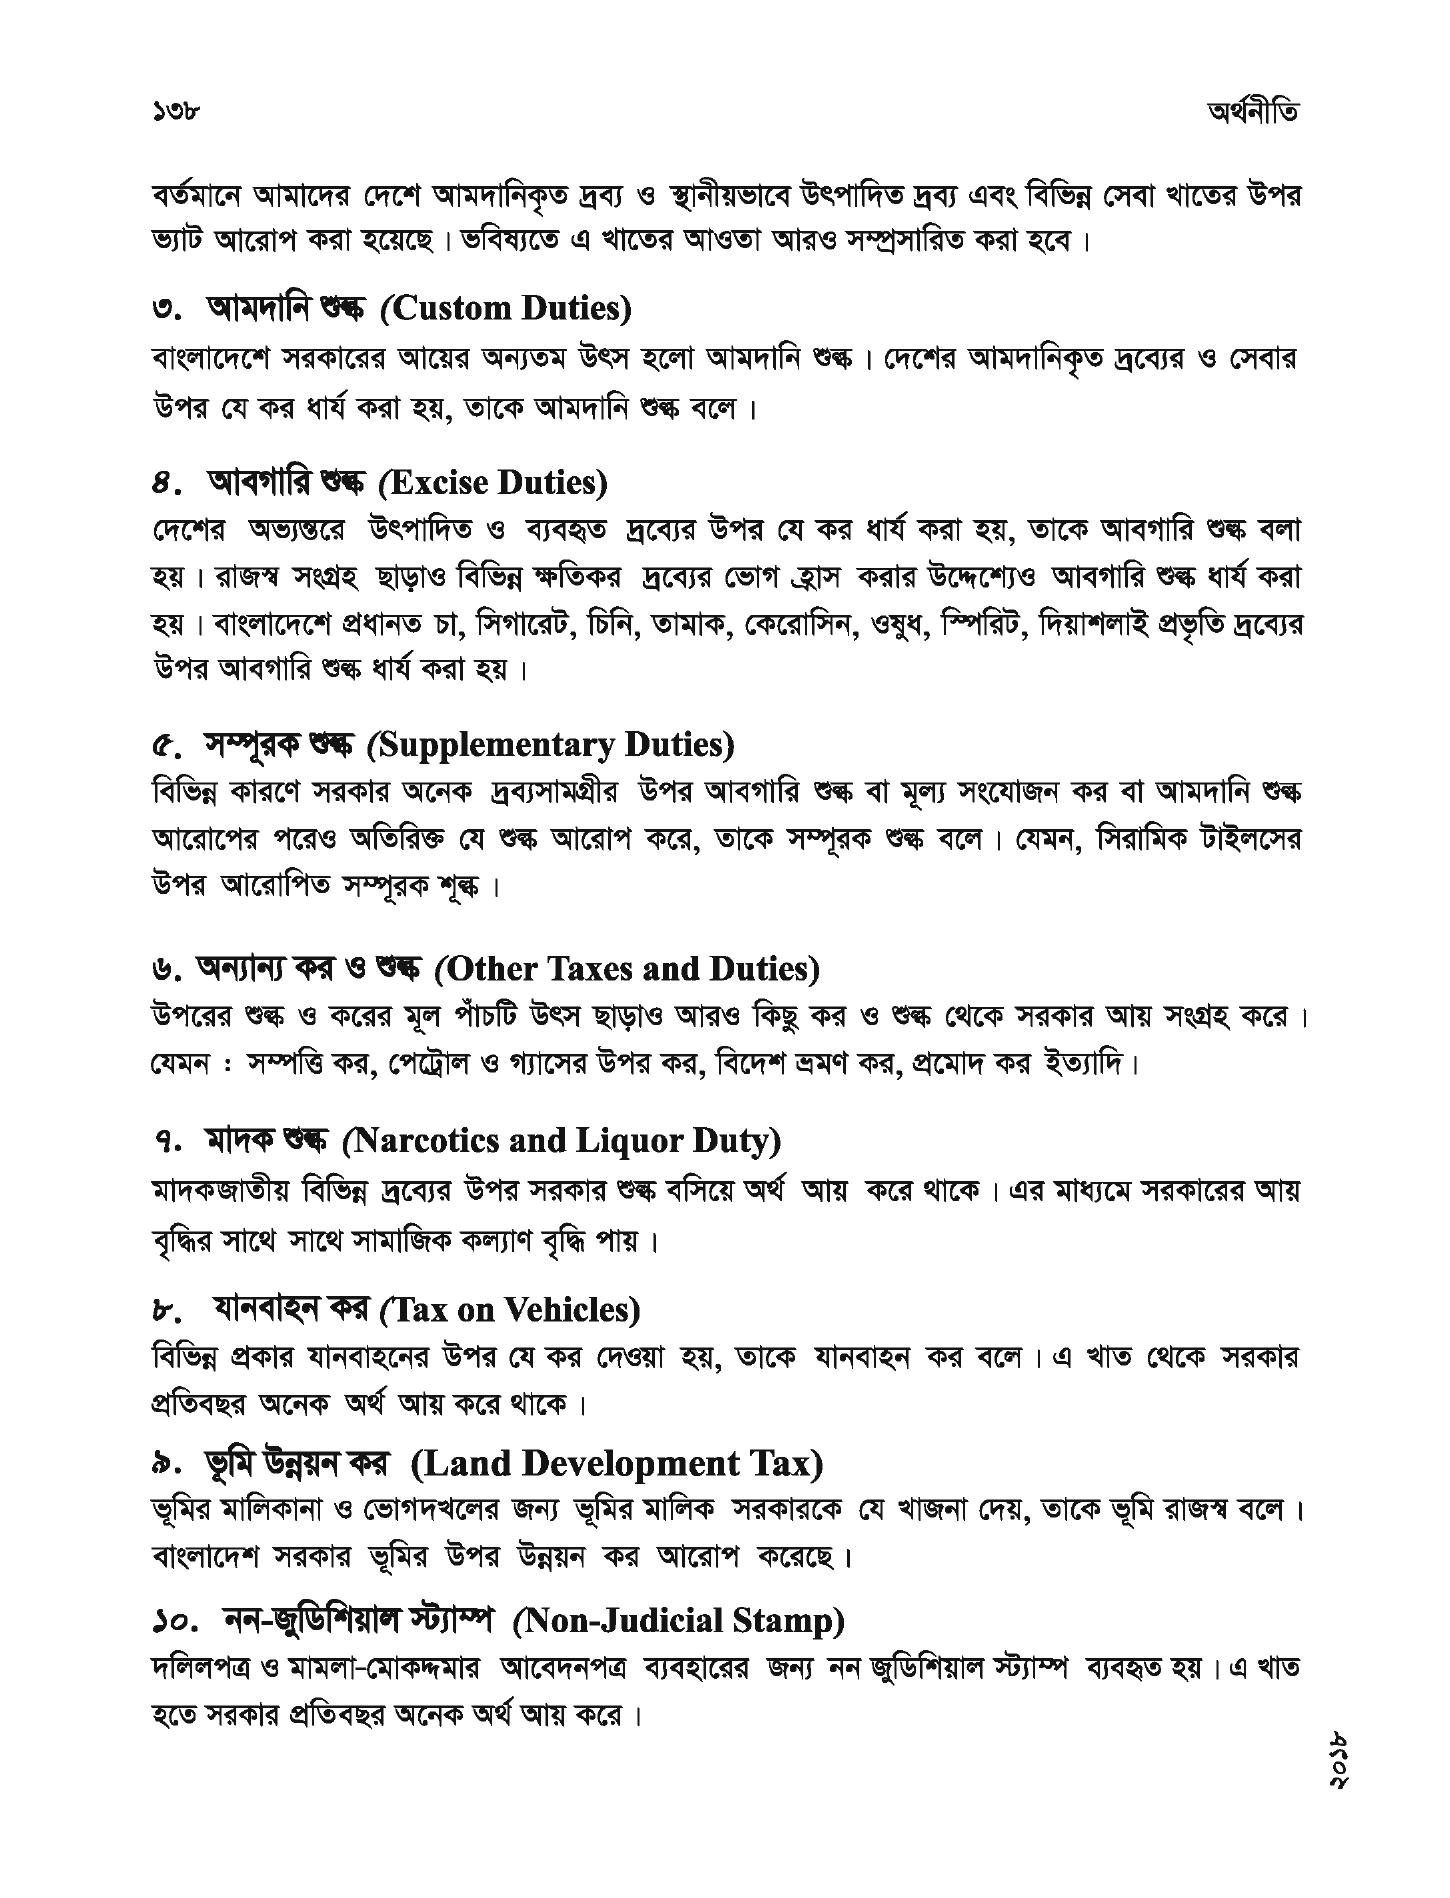 ১৩৮
অর্থনীতি
বর্তমানে আমাদের দেশে আমদানিকৃত দ্রব্য ও স্থানীয়ভাবে উৎপাদিত দ্রব্য এবং বিভিন্ন সেবা খাতের উপর
ভ্যাট আরোপ করা হয়েছে। ভবিষ্যতে এ খাতের আওতা আরও সম্প্রসারিত করা হবে।
৩. আমদানি শুল্ক (Custom Duties)
বাংলাদেশে সরকারের আয়ের অন্যতম উৎস হলো আমদানি শুল্ক। দেশের আমদানিকৃত দ্রব্যের ও সেবার
উপর যে কর ধার্য করা হয়, তাকে আমদানি শুল্ক বলে।
৪. আবগারি শুল্ক (Excise Duties)
দেশের অভ্যন্তরে উৎপাদিত ও ব্যবহৃত দ্রব্যের উপর যে কর ধার্য করা হয়, তাকে আবগারি শুল্ক বলা
হয়। রাজস্ব সংগ্রহ ছাড়াও বিভিন্ন ক্ষতিকর দ্রব্যের ভোগ হ্রাস করার উদ্দেশ্যেও আবগারি শুল্ক ধার্য করা
হয়। বাংলাদেশে প্রধানত চা, সিগারেট, চিনি, তামাক, কেরোসিন, ওষুধ, স্পিরিট, দিয়াশলাই প্রভৃতি দ্রব্যের
উপর আবগারি শুল্ক ধার্য করা হয়।
৫. সম্পূরক শুল্ক (Supplementary Duties)
বিভিন্ন কারণে সরকার অনেক দ্রব্যসামগ্রীর উপর আবগারি শুল্ক বা মূল্য সংযোজন কর বা আমদানি শুল্ক
আরোপের পরেও অতিরিক্ত যে শুল্ক আরোপ করে, তাকে সম্পূরক শুল্ক বলে। যেমন, সিরামিক টাইলসের
উপর আরোপিত সম্পূরক শূল্ক।
৬. অন্যান্য কর ও শুল্ক (Other Taxes and Duties)
উপরের শুল্ক ও করের মূল পাঁচটি উৎস ছাড়াও আরও কিছু কর ও শুল্ক থেকে সরকার আয় সংগ্রহ করে।
যেমন : সম্পত্তি কর, পেট্রোল ও গ্যাসের উপর কর, বিদেশ ভ্রমণ কর, প্রমোদ কর ইত্যাদি।
৭. মাদক শুল্ক (Narcotics and Liquor Duty)
মাদকজাতীয় বিভিন্ন দ্রব্যের উপর সরকার শুল্ক বসিয়ে অর্থ আয় করে থাকে। এর মাধ্যমে সরকারের আয়
বৃদ্ধির সাথে সাথে সামাজিক কল্যাণ বৃদ্ধি পায়।
৮. যানবাহন কর (Tax on Vehicles)
বিভিন্ন প্রকার যানবাহনের উপর যে কর দেওয়া হয়, তাকে যানবাহন কর বলে। এ খাত থেকে সরকার
প্রতিবছর অনেক অর্থ আয় করে থাকে।
৯. ভূমি উন্নয়ন কর (Land Development Tax)
ভূমির মালিকানা ও ভোগদখলের জন্য ভূমির মালিক সরকারকে যে খাজনা দেয়, তাকে ভূমি রাজস্ব বলে।
বাংলাদেশ সরকার ভূমির উপর উন্নয়ন কর আরোপ করেছে।
১০. নন-জুডিশিয়াল স্ট্যাম্প (Non-Judicial Stamp)
দলিলপত্র ও মামলা-মোকদ্দমার আবেদনপত্র ব্যবহারের জন্য নন জুডিশিয়াল স্ট্যাম্প ব্যবহৃত হয়। এ খাত
হতে সরকার প্রতিবছর অনেক অর্থ আয় করে।
২০১৮